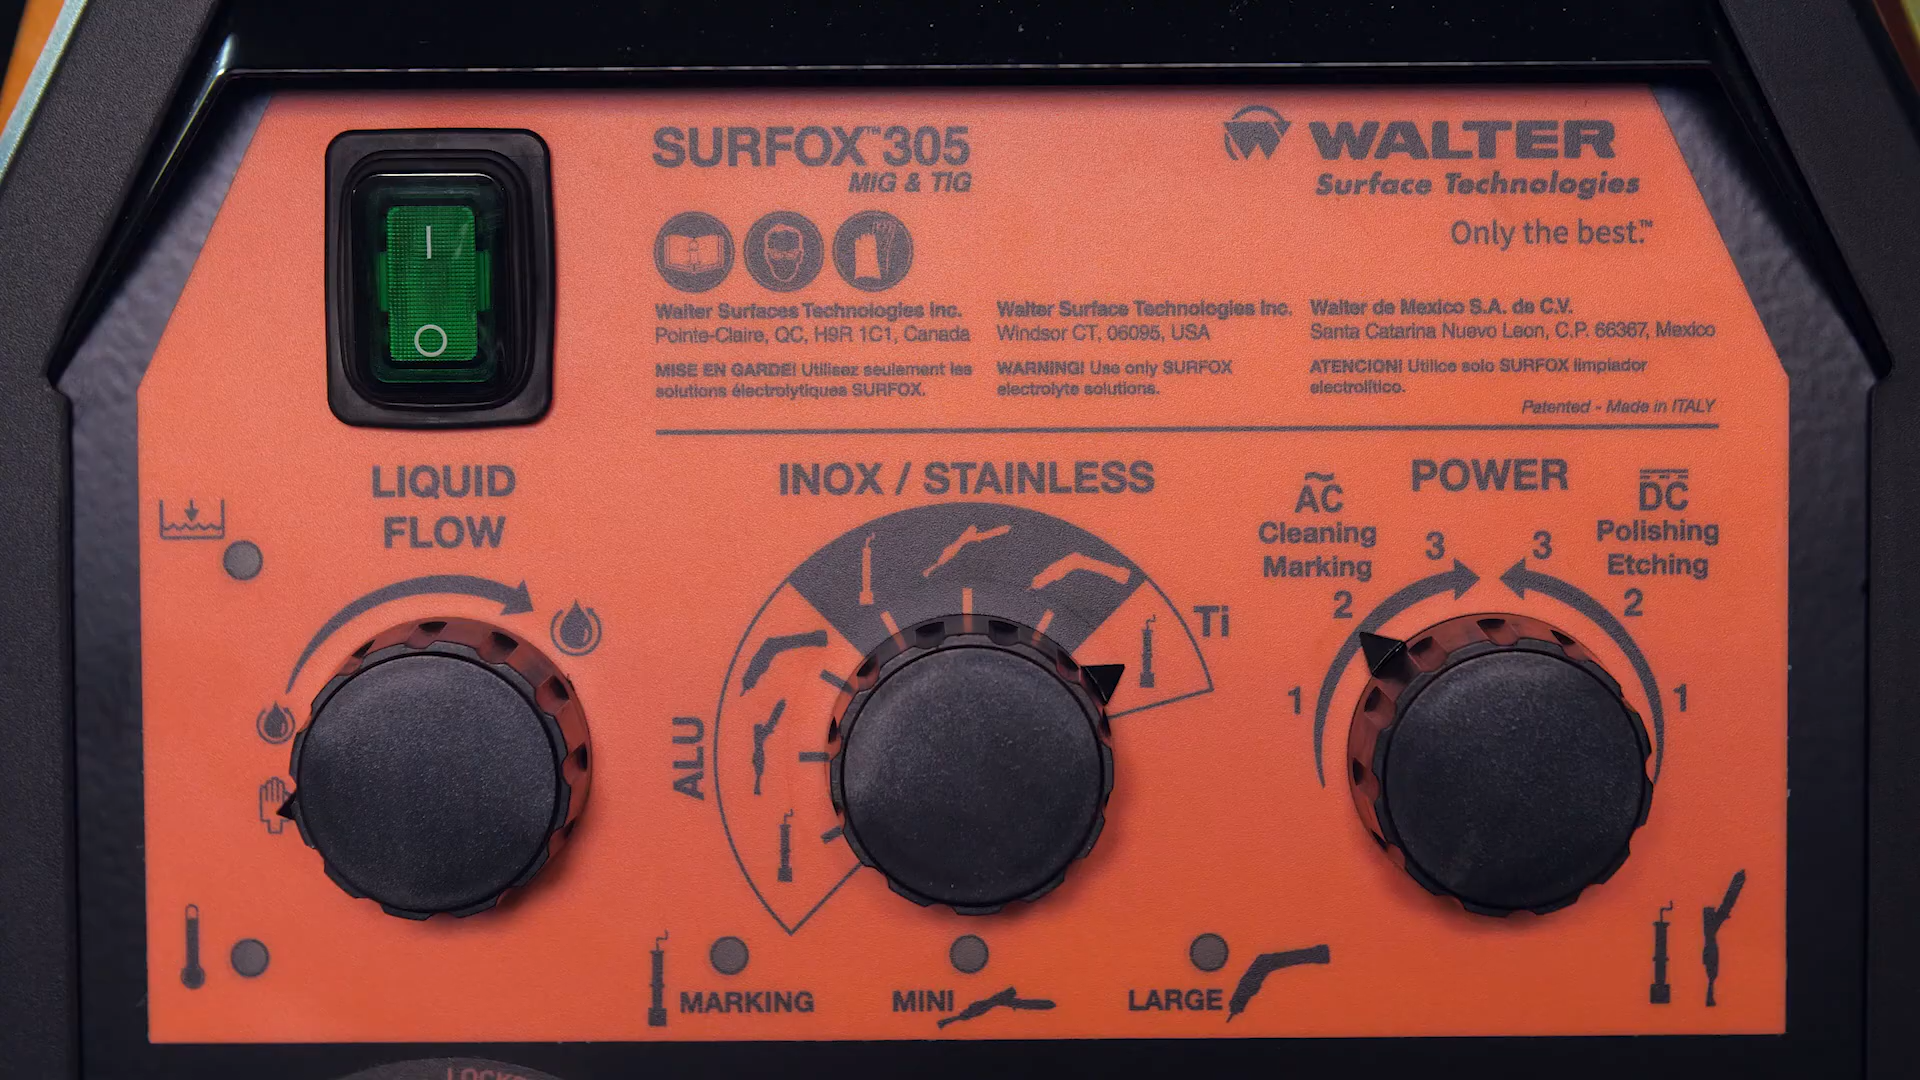 SURFOX™305
MIG & TIG
WALTER
Surface Technologies
Only the best.™
I
O
Walter Surfaces Technologies Inc.
Pointe-Claire, QC, H9R 1C1, Canada
MISE EN GARDE! Utilisez seulement les
solutions électrolytiques SURFOX.
Walter Surface Technologies Inc.
Windsor CT, 06095, USA
WARNING! Use only SURFOX
electrolyte solutions.
Walter de Mexico S.A. de C.V.
Santa Catarina Nuevo Leon, C.P. 66367, Mexico
ATENCION! Utilice solo SURFOX limpiador
electrolítico.
Patented - Made in ITALY
LIQUID
FLOW
INOX / STAINLESS
ALU
Ti
POWER
AC
Cleaning
Marking
DC
Polishing
Etching
3
3
2
2
1
1
MARKING
MINI
LARGE